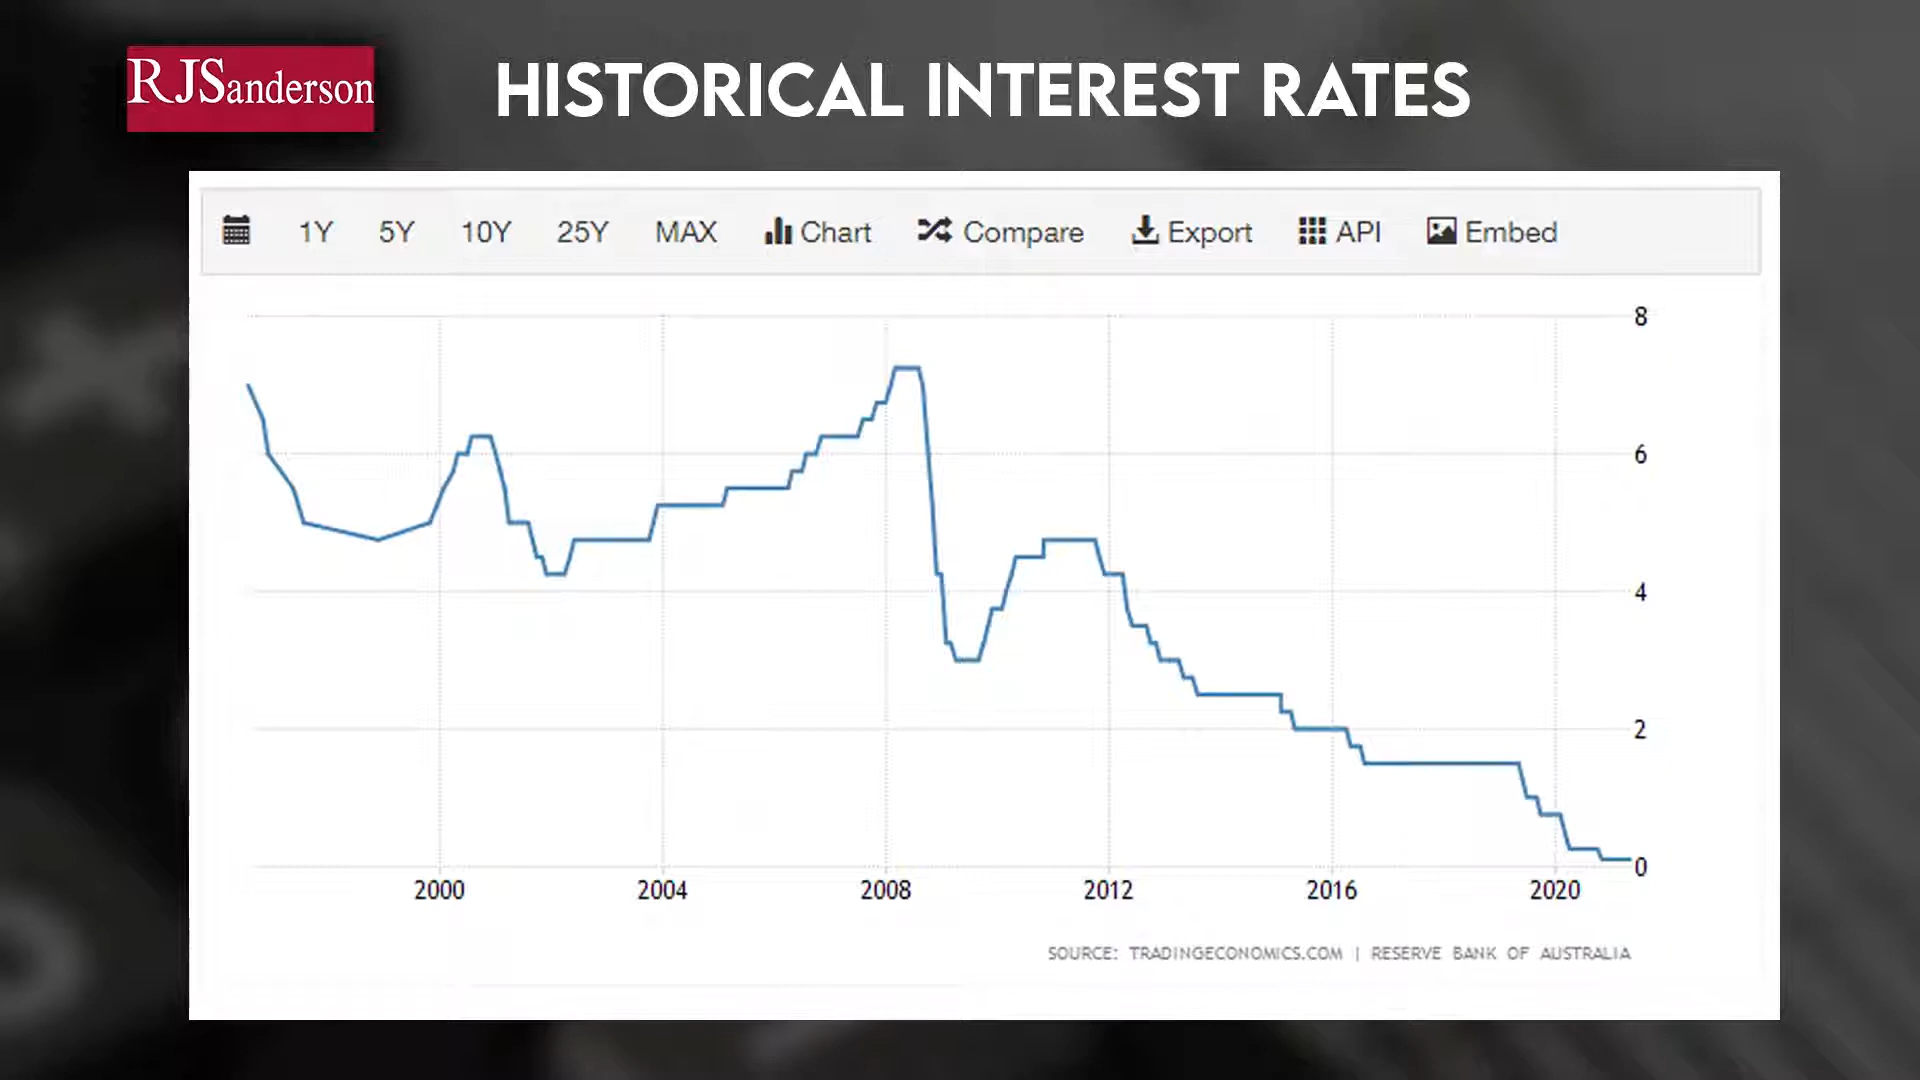 RJSanderson
HISTORICAL INTEREST RATES
1Y 5Y 10Y 25Y MAX Chart Compare Export API Embed
8
6
4
2
0
2000 2004 2008 2012 2016 2020
SOURCE: TRADINGECONOMICS.COM | RESERVE BANK OF AUSTRALIA